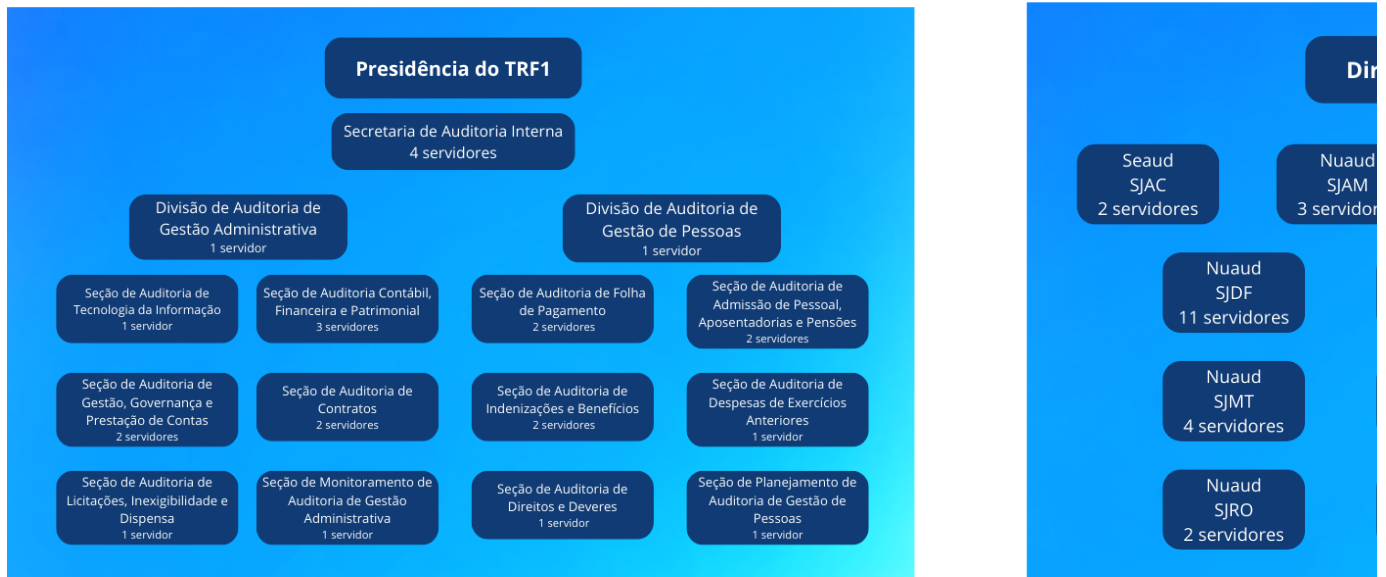 Presidência do TRF1
Secretaria de Auditoria Interna
4 servidores
Divisão de Auditoria de
Gestão Administrativa
1 servidor
Divisão de Auditoria de
Gestão de Pessoas
1 servidor
Seção de Auditoria de
Tecnologia da Informação
1 servidor
Seção de Auditoria Contábil,
Financeira e Patrimonial
3 servidores
Seção de Auditoria de Folha
de Pagamento
2 servidores
Seção de Auditoria de
Admissão de Pessoal,
Aposentadorias e Pensões
2 servidores
Seção de Auditoria de
Gestão, Governança e
Prestação de Contas
2 servidores
Seção de Auditoria de
Contratos
2 servidores
Seção de Auditoria de
Indenizações e Benefícios
2 servidores
Seção de Auditoria de
Despesas de Exercícios
Anteriores
1 servidor
Seção de Auditoria de
Licitações, Inexigibilidade e
Dispensa
1 servidor
Seção de Monitoramento de
Auditoria de Gestão
Administrativa
1 servidor
Seção de Auditoria de
Direitos e Deveres
1 servidor
Seção de Planejamento de
Auditoria de Gestão de
Pessoas
1 servidor
Seaud
SJAC
2 servidores
Nuaud
SJAM
3
Nuaud
SJDF
11 servidores
Nuaud
SJMT
4 servidores
Nuaud
SJRO
2 servidores